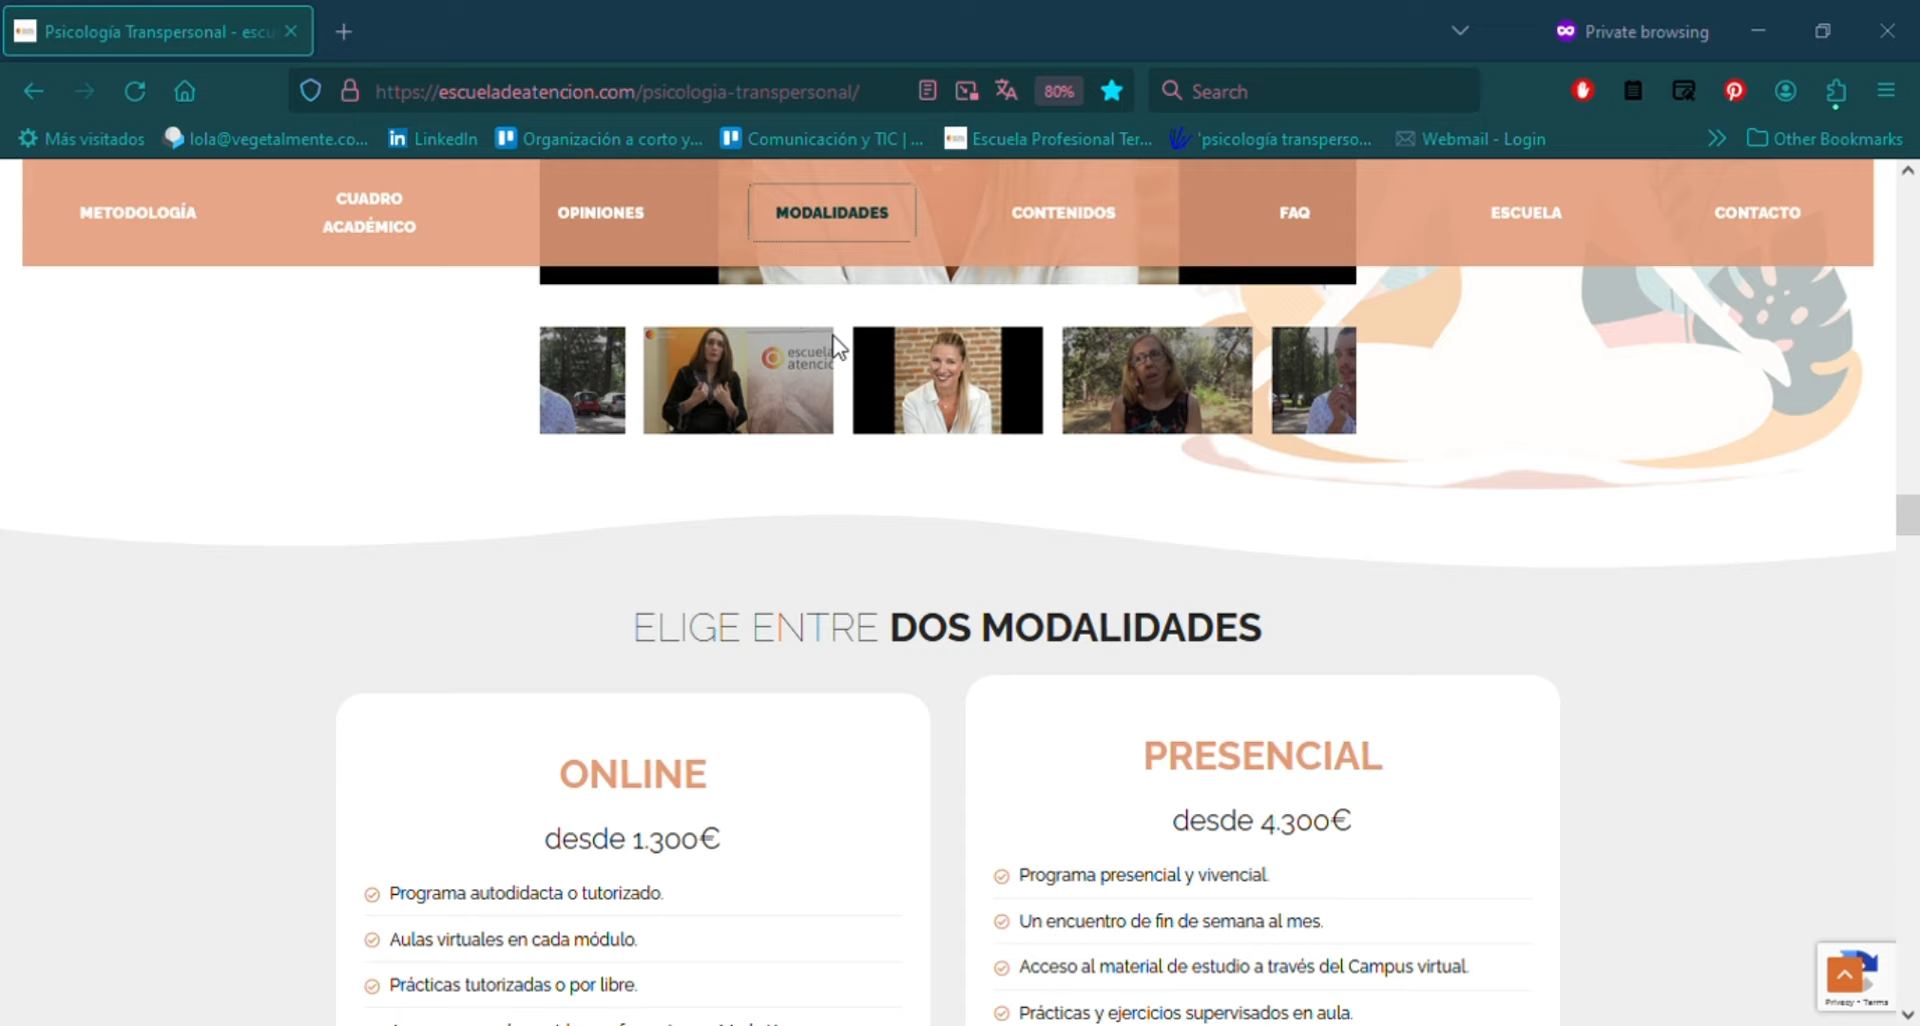 Psicología Transpersonal - escu
Private browsing
https://escueladeatencion.com/psicologia-transpersonal/
80%
Search
Más visitados
lola@vegetalmente.co...
LinkedIn
Organización a corto y...
Comunicación y TIC | ...
Escuela Profesional Ter...
'psicología transperso...
Webmail - Login
Other Bookmarks
METODOLOGÍA
CUADRO
ACADÉMICO
OPINIONES
MODALIDADES
CONTENIDOS
FAQ
ESCUELA
CONTACTO
escuela
atenció
ELIGE ENTRE DOS MODALIDADES
ONLINE
desde 1.300€
Programa autodidacta o tutorizado.
Aulas virtuales en cada módulo.
Prácticas tutorizadas o por libre.
PRESENCIAL
desde 4.300€
Programa presencial y vivencial.
Un encuentro de fin de semana al mes.
Acceso al material de estudio a través del Campus virtual.
Prácticas y ejercicios supervisados en aula.
Privacy - Terms